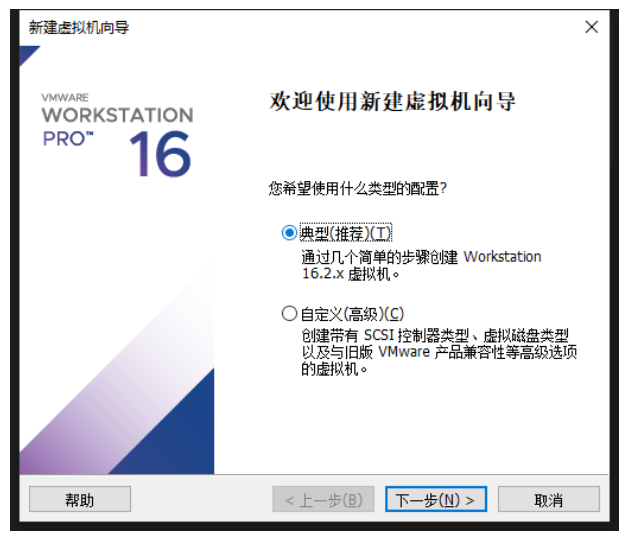 新建虚拟机向导
VMWARE
WORKSTATION
PRO™
16
欢迎使用新建虚拟机向导
您希望使用什么类型的配置?
典型(推荐)(T)
通过几个简单的步骤创建 Workstation
16.2.x 虚拟机。
自定义(高级)(C)
创建带有 SCSI 控制器类型、虚拟磁盘类型
以及与旧版 VMware 产品兼容性等高级选项
的虚拟机。
帮助
< 上一步(B)
下一步(N) >
取消